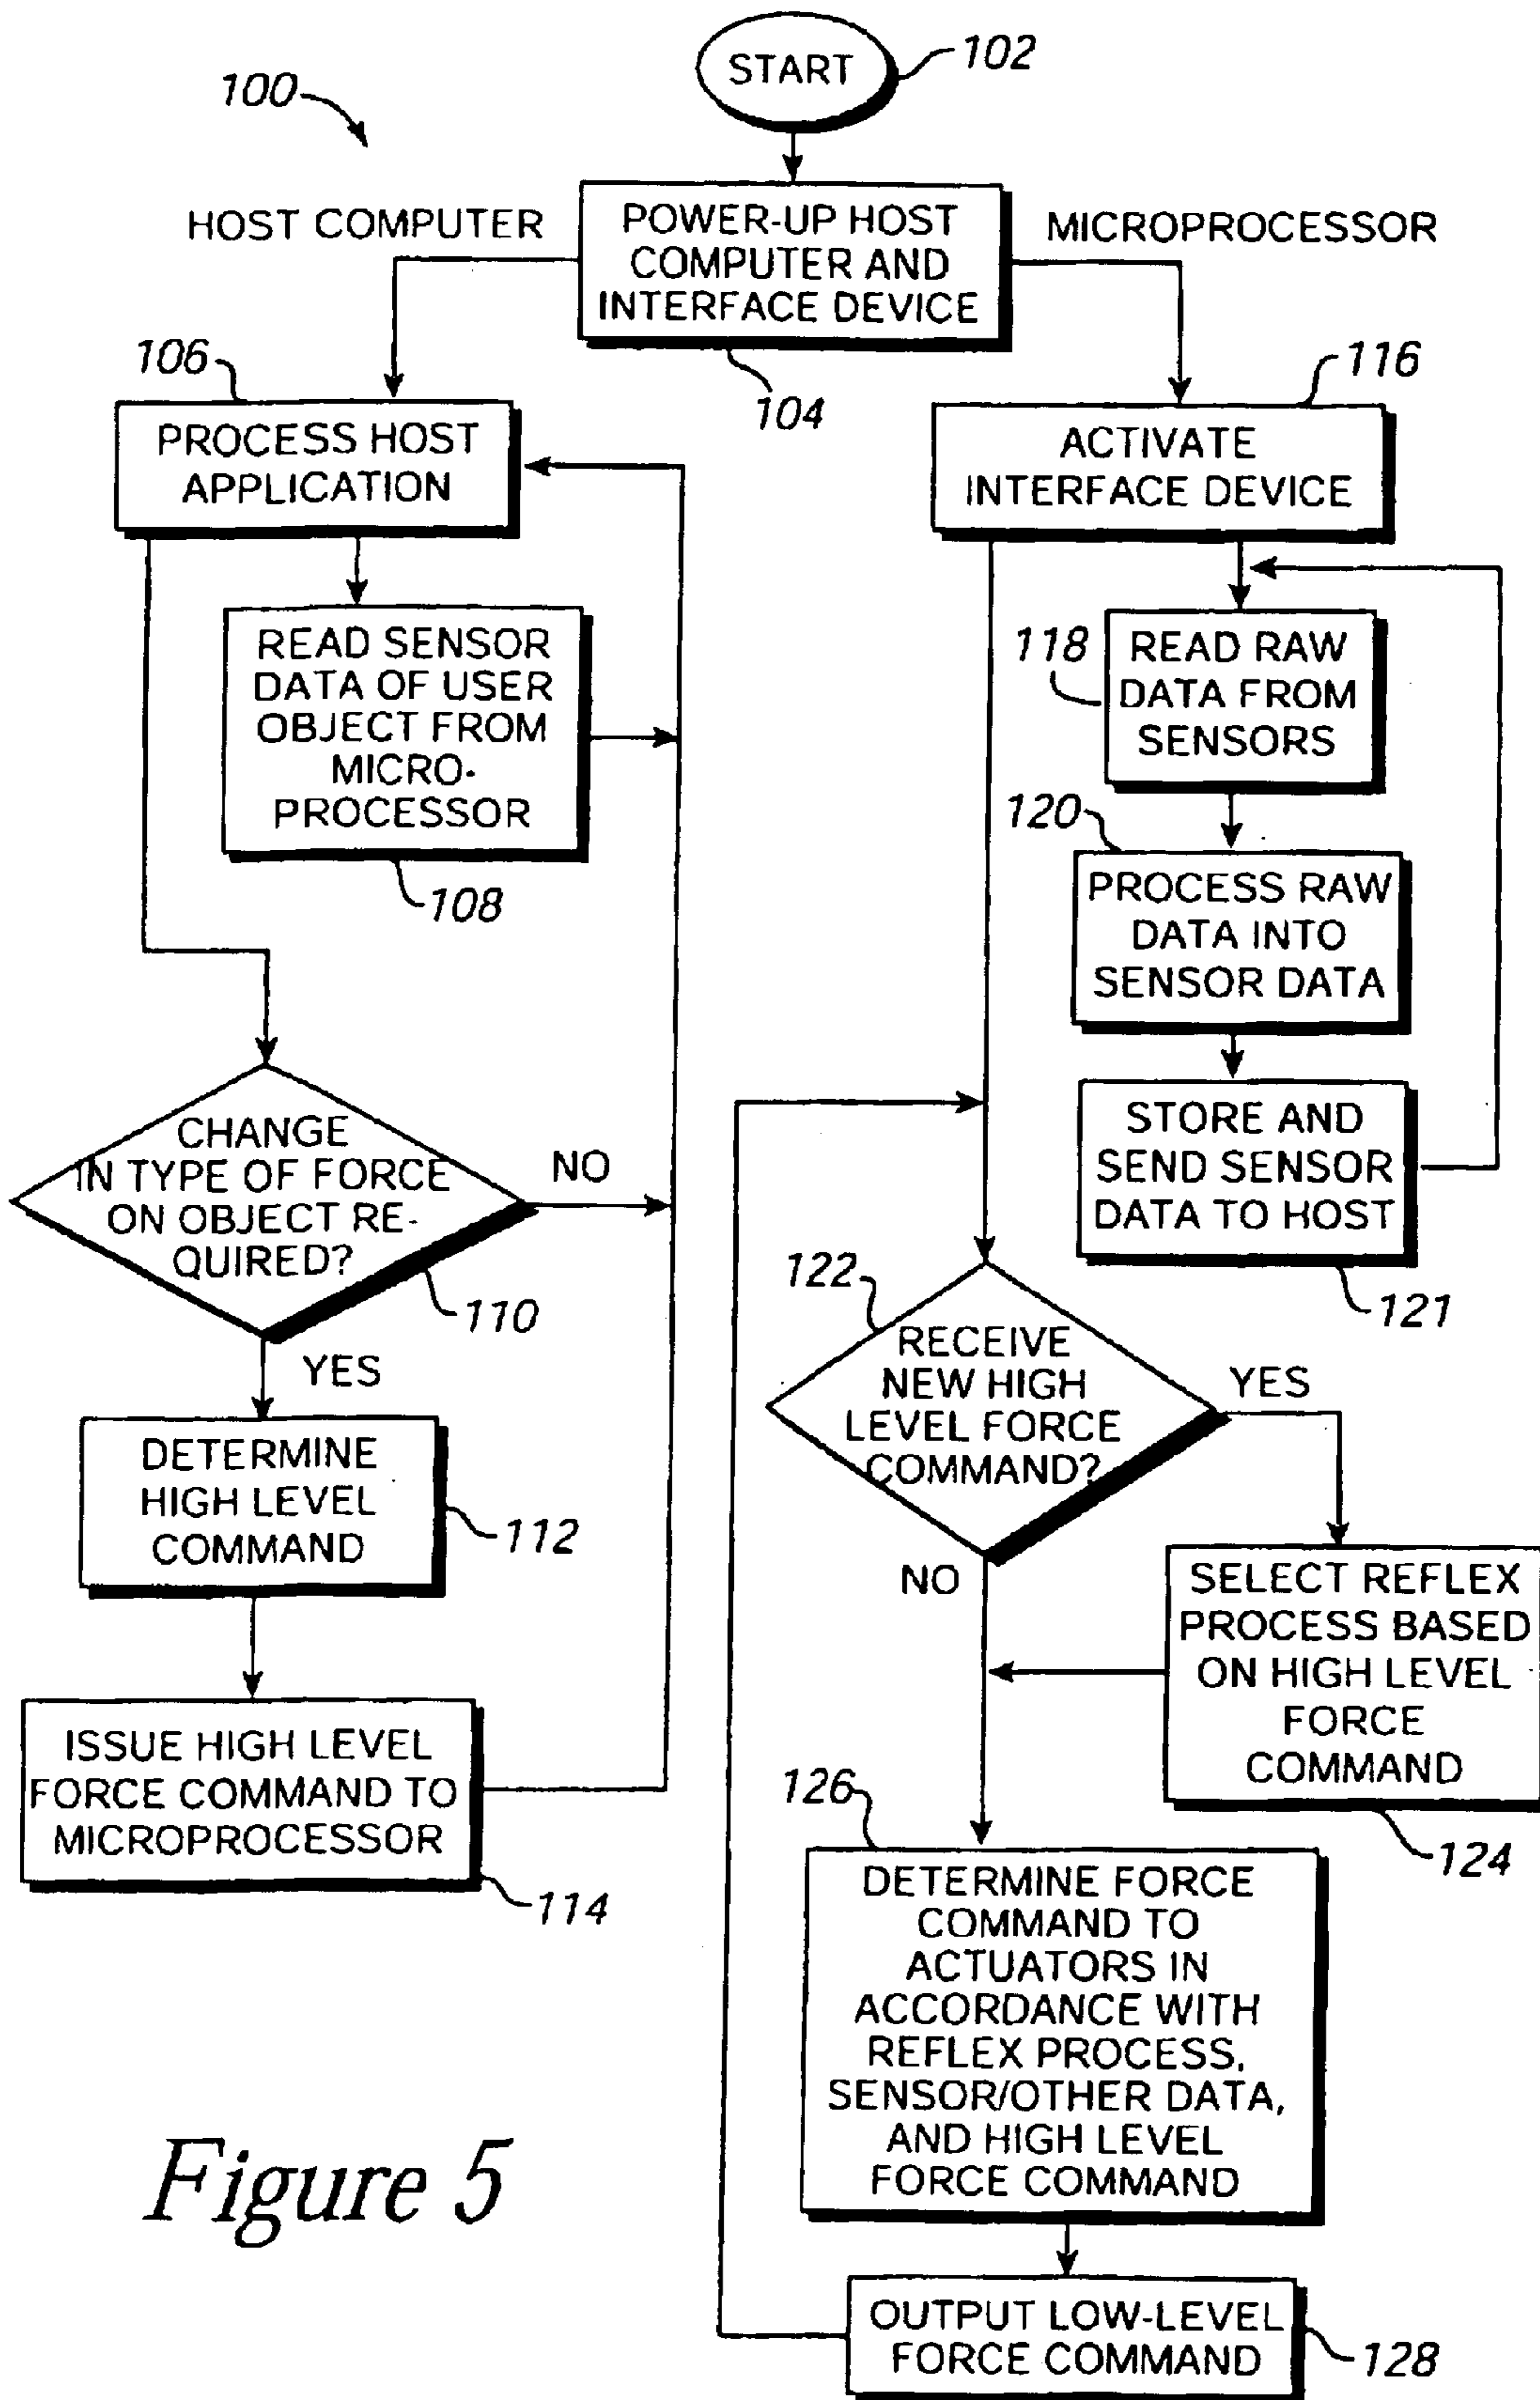 START
102
100
HOST COMPUTER
POWER-UP HOST
COMPUTER AND
INTERFACE DEVICE
MICROPROCESSOR
104
106
PROCESS HOST
APPLICATION
READ SENSOR
DATA OF USER
OBJECT FROM
MICRO-
PROCESSOR
108
CHANGE
IN TYPE OF FORCE
ON OBJECT RE-
QUIRED?
NO
110
YES
DETERMINE
HIGH LEVEL
COMMAND
112
ISSUE HIGH LEVEL
FORCE COMMAND TO
MICROPROCESSOR
114
116
ACTIVATE
INTERFACE DEVICE
118
READ RAW
DATA FROM
SENSORS
120
PROCESS RAW
DATA INTO
SENSOR DATA
STORE AND
SEND SENSOR
DATA TO HOST
121
122
RECEIVE
NEW HIGH
LEVEL FORCE
COMMAND?
YES
NO
SELECT REFLEX
PROCESS BASED
ON HIGH LEVEL
FORCE
COMMAND
124
126
DETERMINE FORCE
COMMAND TO
ACTUATORS IN
ACCORDANCE WITH
REFLEX PROCESS,
SENSOR/OTHER DATA,
AND HIGH LEVEL
FORCE COMMAND
OUTPUT LOW-LEVEL
FORCE COMMAND
128
Figure 5